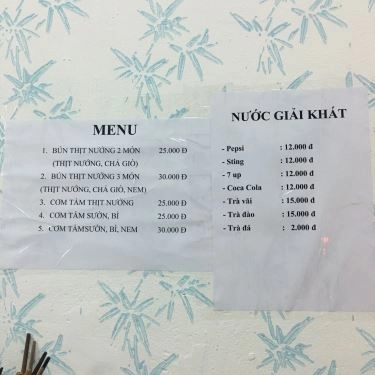 MENU
1. BÚN THỊT NƯỚNG 2 MÓN 25.000 Đ
(THỊT NƯỚNG, CHẢ GIÒ)
2. BÚN THỊT NƯỚNG 3 MÓN 30.000 Đ
(THỊT NƯỚNG, CHẢ GIÒ, NEM)
3. CƠM TẤM THỊT NƯỚNG 25.000 Đ
4. CƠM TẤM SƯỜN, BÌ 25.000 Đ
5. CƠM TẤMSƯỜN, BÌ, NEM 30.000 Đ
NƯỚC GIẢI KHÁT
- Pepsi : 12.000 đ
- Sting : 12.000 đ
- 7 up : 12.000 đ
- Coca Cola : 12.000 đ
- Trà vải : 15.000 đ
- Trà đào : 15.000 đ
- Trà đá : 2.000 đ